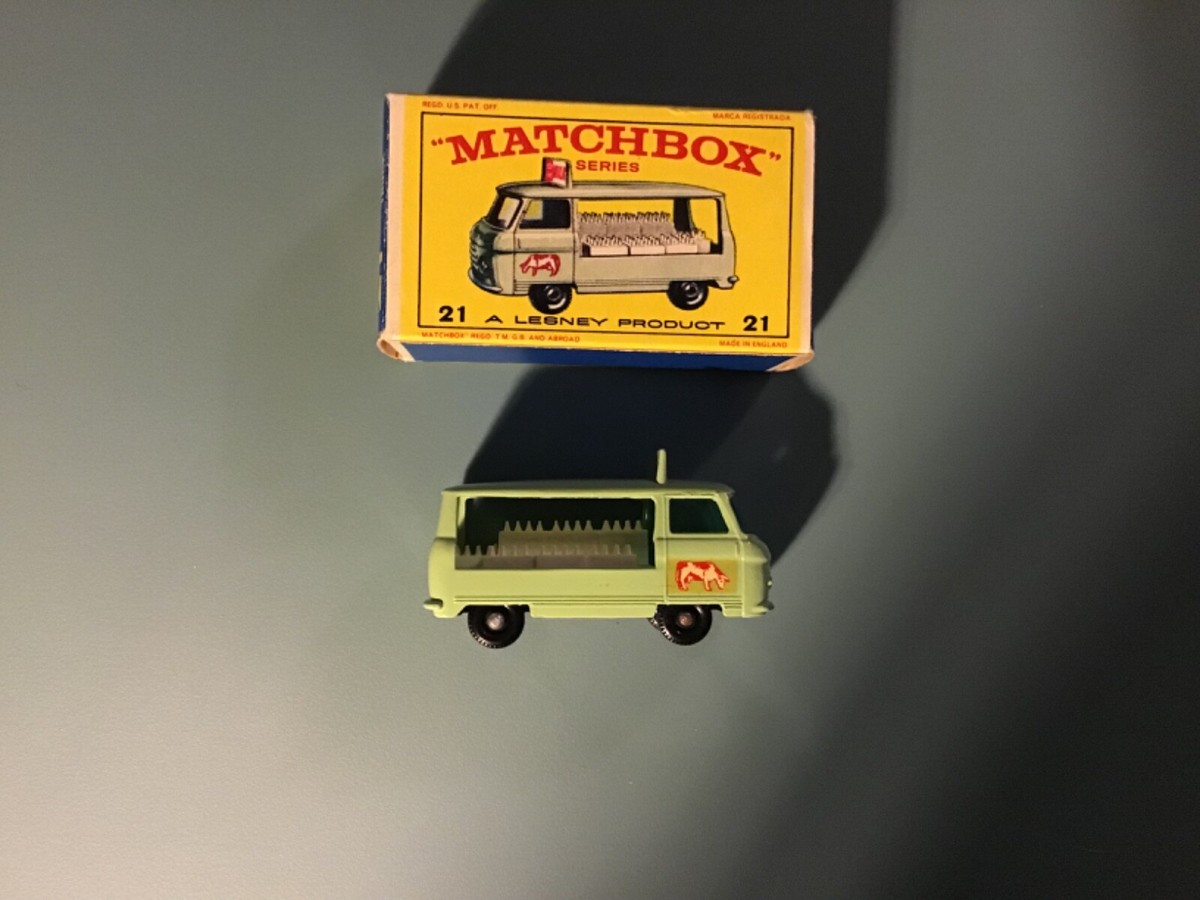 REGD. U.S. PAT. OFF
MARCA REGISTRADA
"MATCHBOX"
SERIES
21 A LESNEY PRODUCT 21
MATCHBOX" REGD. T.M. G.B. AND ABROAD
MADE IN ENGLAND